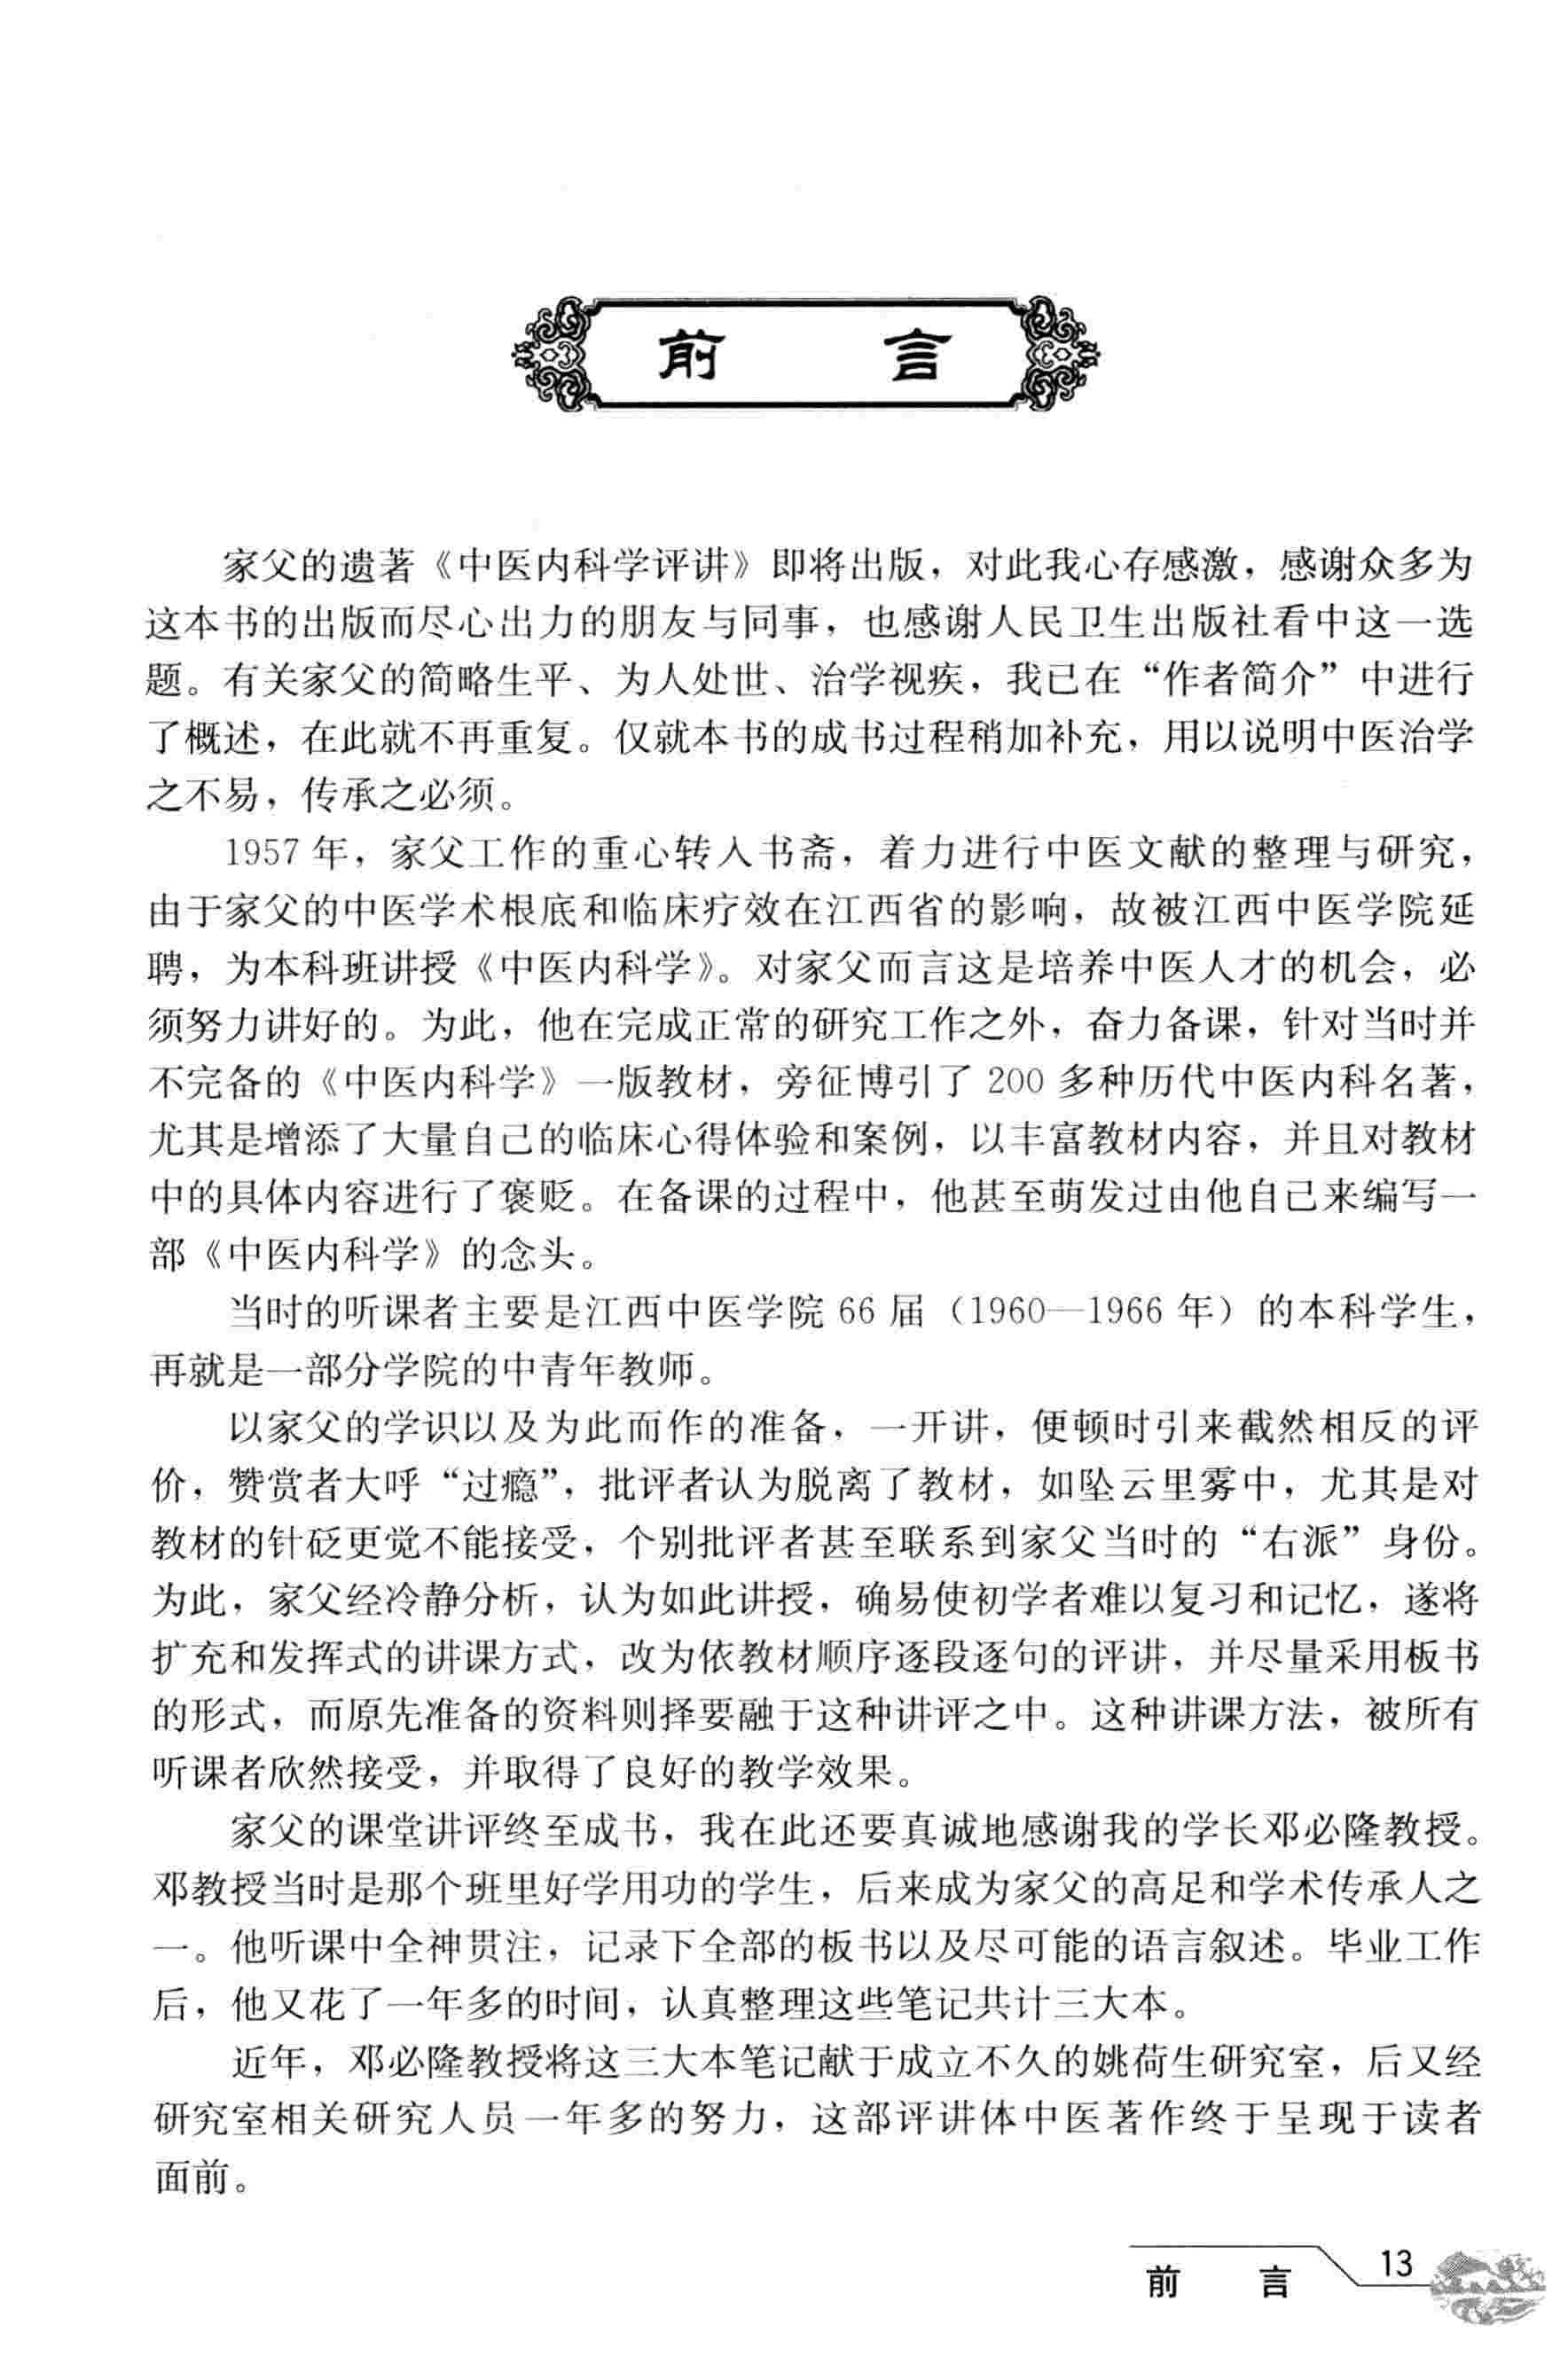 前 言
家父的遗著《中医内科学评讲》即将出版，对此我心存感激，感谢众多为
这本书的出版而尽心出力的朋友与同事，也感谢人民卫生出版社看中这一选
题。有关家父的简略生平、为人处世、治学视疾，我已在“作者简介”中进行
了概述，在此就不再重复。仅就本书的成书过程稍加补充，用以说明中医治学
之不易，传承之必须。
1957 年，家父工作的重心转入书斋，着力进行中医文献的整理与研究，
由于家父的中医学术根底和临床疗效在江西省的影响，故被江西中医学院延
聘，为本科班讲授《中医内科学》。对家父而言这是培养中医人才的机会，必
须努力讲好的。为此，他在完成正常的研究工作之外，奋力备课，针对当时并
不完备的《中医内科学》一版教材，旁征博引了 200 多种历代中医内科名著，
尤其是增添了大量自己的临床心得体验和案例，以丰富教材内容，并且对教材
中的具体内容进行了褒贬。在备课的过程中，他甚至萌发过由他自己来编写一
部《中医内科学》的念头。
当时的听课者主要是江西中医学院 66 届（1960—1966 年）的本科学生，
再就是一部分学院的中青年教师。
以家父的学识以及为此而作的准备，一开讲，便顿时引来截然相反的评
价，赞赏者大呼“过瘾”，批评者认为脱离了教材，如坠云里雾中，尤其是对
教材的针砭更觉不能接受，个别批评者甚至联系到家父当时的“右派”身份。
为此，家父经冷静分析，认为如此讲授，确易使初学者难以复习和记忆，遂将
扩充和发挥式的讲课方式，改为依教材顺序逐段逐句的评讲，并尽量采用板书
的形式，而原先准备的资料则择要融于这种讲评之中。这种讲课方法，被所有
听课者欣然接受，并取得了良好的教学效果。
家父的课堂讲评终至成书，我在此还要真诚地感谢我的学长邓必隆教授。
邓教授当时是那个班里好学用功的学生，后来成为家父的高足和学术传承人之
一。他听课中全神贯注，记录下全部的板书以及尽可能的语言叙述。毕业工作
后，他又花了一年多的时间，认真整理这些笔记共计三大本。
近年，邓必隆教授将这三大本笔记献于成立不久的姚荷生研究室，后又经
研究室相关研究人员一年多的努力，这部评讲体中医著作终于呈现于读者
面前。
前 言 13